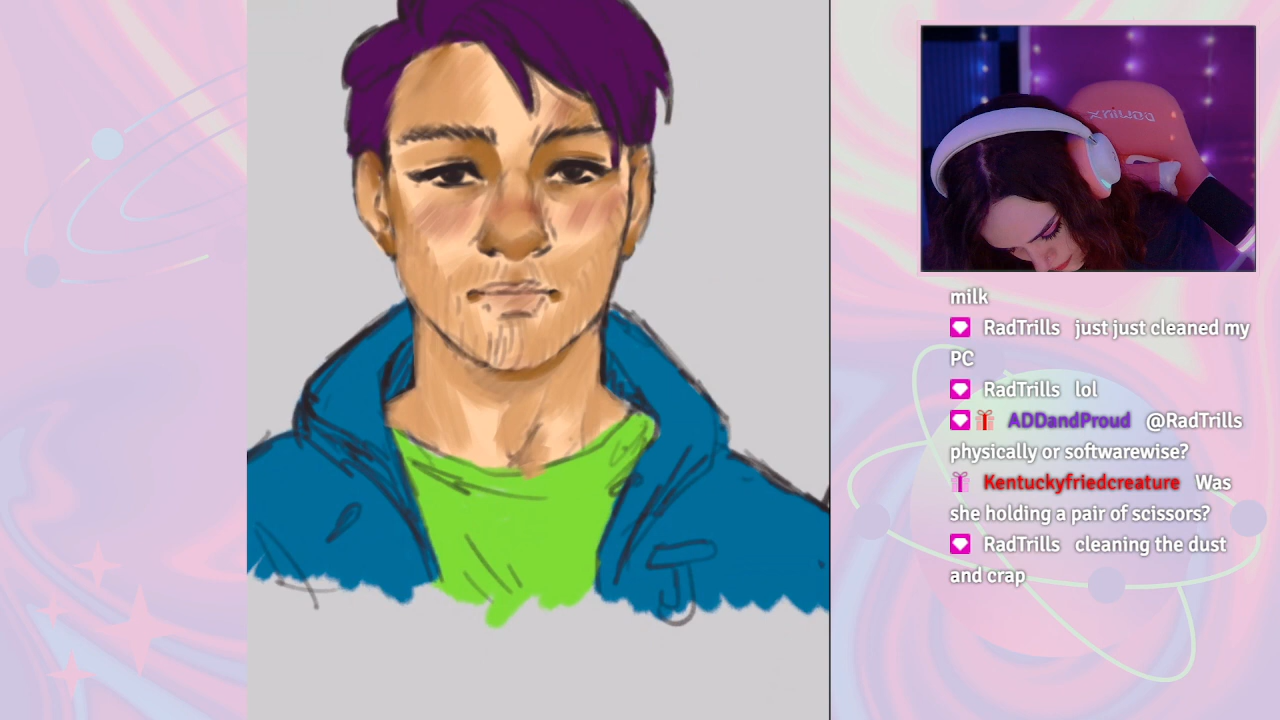 milk
RadTrills just just cleaned my
PC
RadTrills lol
ADDandProud @RadTrills
physically or softwarewise?
Kentuckyfriedcreature Was
she holding a pair of scissors?
RadTrills cleaning the dust
and crap